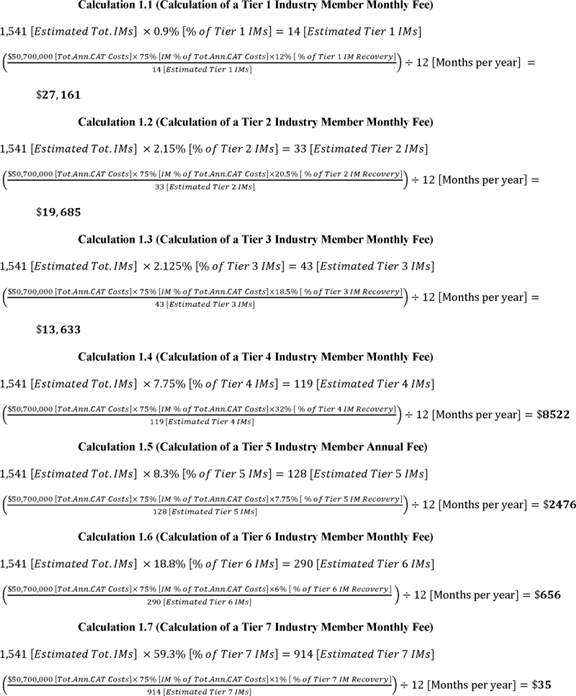 Calculation 1.1 (Calculation of a Tier 1 Industry Member Monthly Fee)
1,541 [Estimated Tot. IMs] × 0.9% [% of Tier 1 IMs] = 14 [Estimated Tier 1 IMs]
($50,700,000 [Tot.Ann.CAT Costs]× 75% [IM % of Tot.Ann.CAT Costs]×12% [ % of Tier 1 IM Recovery]
14 [Estimated Tier 1 IMs]) ÷ 12 [Months per year] =
$27,161
Calculation 1.2 (Calculation of a Tier 2 Industry Member Monthly Fee)
1,541 [Estimated Tot. IMs] × 2.15% [% of Tier 2 IMs] = 33 [Estimated Tier 2 IMs]
($50,700,000 [Tot.Ann.CAT Costs]× 75% [IM % of Tot.Ann.CAT Costs]×20.5% [ % of Tier 2 IM Recovery]
33 [Estimated Tier 2 IMs]) ÷ 12 [Months per year] =
$19,685
Calculation 1.3 (Calculation of a Tier 3 Industry Member Monthly Fee)
1,541 [Estimated Tot. IMs] × 2.125% [% of Tier 3 IMs] = 43 [Estimated Tier 3 IMs]
($50,700,000 [Tot.Ann.CAT Costs]× 75% [IM % of Tot.Ann.CAT Costs]×18.5% [ % of Tier 3 IM Recovery]
43 [Estimated Tier 3 IMs]) ÷ 12 [Months per year] =
$13,633
Calculation 1.4 (Calculation of a Tier 4 Industry Member Monthly Fee)
1,541 [Estimated Tot. IMs] × 7.75% [% of Tier 4 IMs] = 119 [Estimated Tier 4 IMs]
($50,700,000 [Tot.Ann.CAT Costs]× 75% [IM % of Tot.Ann.CAT Costs]×32% [ % of Tier 4 IM Recovery]
119 [Estimated Tier 4 IMs]) ÷ 12 [Months per year] = $8522
Calculation 1.5 (Calculation of a Tier 5 Industry Member Annual Fee)
1,541 [Estimated Tot. IMs] × 8.3% [% of Tier 5 IMs] = 128 [Estimated Tier 5 IMs]
($50,700,000 [Tot.Ann.CAT Costs]× 75% [IM % of Tot.Ann.CAT Costs]×7.75% [ % of Tier 5 IM Recovery]
128 [Estimated Tier 5 IMs]) ÷ 12 [Months per year] = $2476
Calculation 1.6 (Calculation of a Tier 6 Industry Member Monthly Fee)
1,541 [Estimated Tot. IMs] × 18.8% [% of Tier 6 IMs] = 290 [Estimated Tier 6 IMs]
($50,700,000 [Tot.Ann.CAT Costs]× 75% [IM % of Tot.Ann.CAT Costs]×6% [ % of Tier 6 IM Recovery]
290 [Estimated Tier 6 IMs]) ÷ 12 [Months per year] = $656
Calculation 1.7 (Calculation of a Tier 7 Industry Member Monthly Fee)
1,541 [Estimated Tot. IMs] × 59.3% [% of Tier 7 IMs] = 914 [Estimated Tier 7 IMs]
($50,700,000 [Tot.Ann.CAT Costs]× 75% [IM % of Tot.Ann.CAT Costs]×1% [ % of Tier 7 IM Recovery]
914 [Estimated Tier 7 IMs]) ÷ 12 [Months per year] = $35